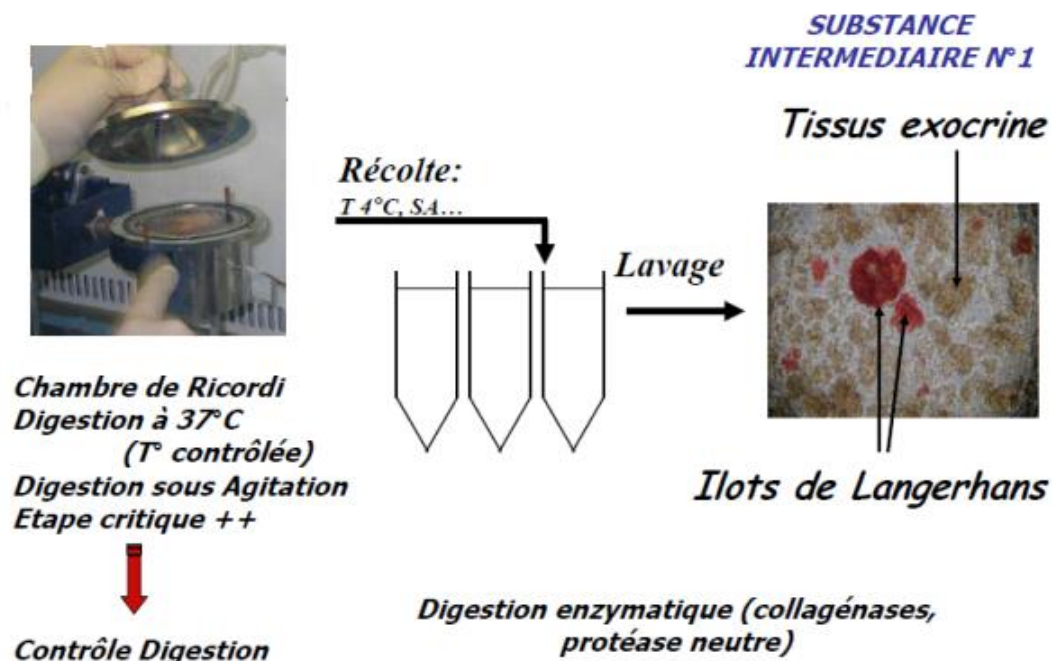 SUBSTANCE
INTERMEDIAIRE N°1
Tissus exocrine
Récolte:
T 4°C, SA...
Lavage
Chambre de Ricordi
Digestion à 37°C
(T° contrôlée)
Digestion sous Agitation
Etape critique ++
Ilots de Langerhans
Contrôle Digestion
Digestion enzymatique (collagénases,
protéase neutre)